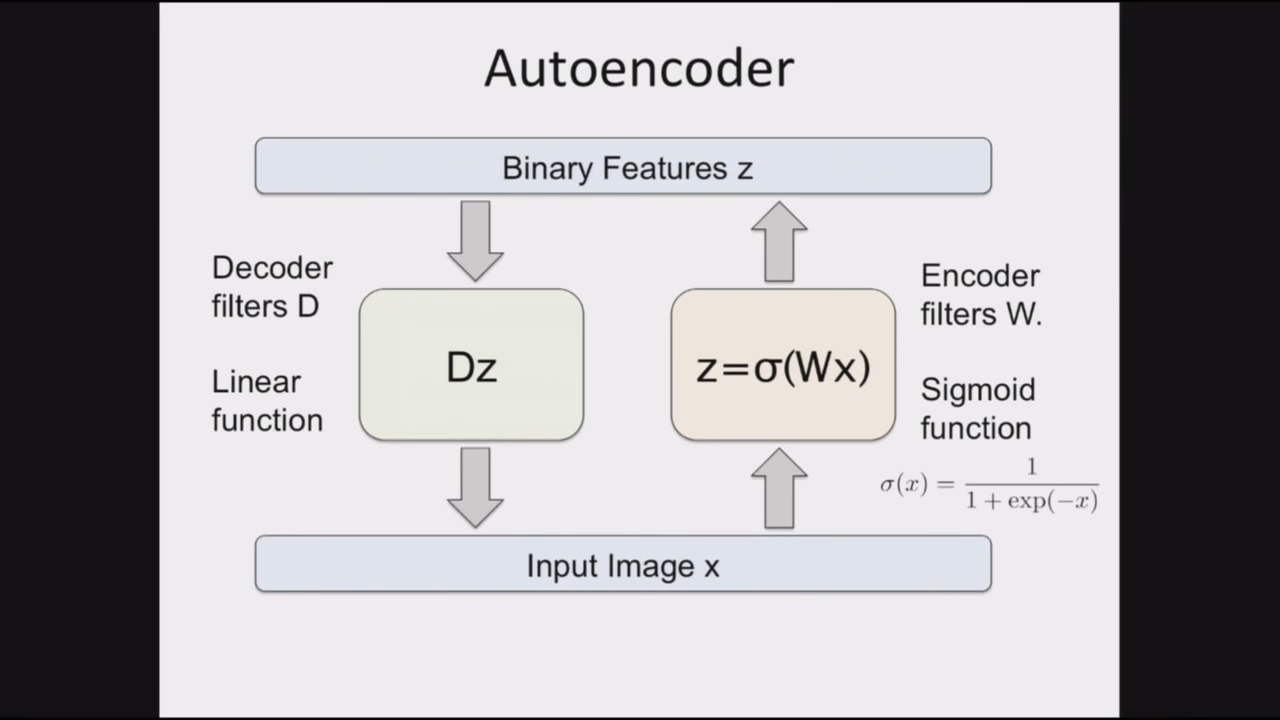 Autoencoder
Binary Features z
Decoder
filters D
Linear
function
Dz
z=σ(Wx)
Encoder
filters W.
Sigmoid
function
σ(x) = 1 / (1 + exp(−x))
Input Image x